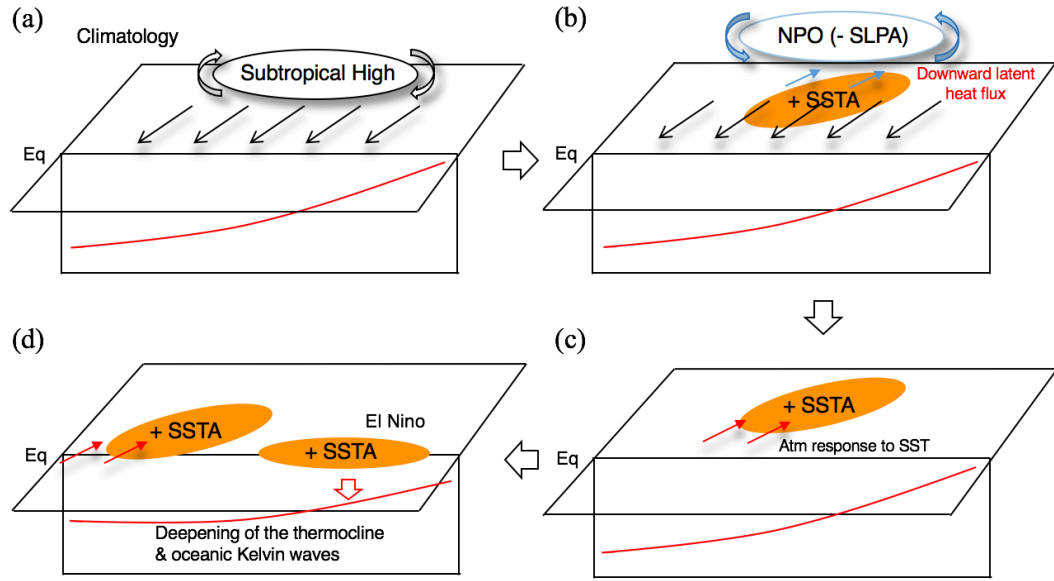 (a)
Climatology
Subtropical High
Eq
(b)
NPO (- SLPA)
Downward latent
heat flux
+ SSTA
Eq
(d)
+ SSTA
El Nino
Eq
+ SSTA
Deepening of the thermocline
& oceanic Kelvin waves
(c)
+ SSTA
Atm response to SST
Eq